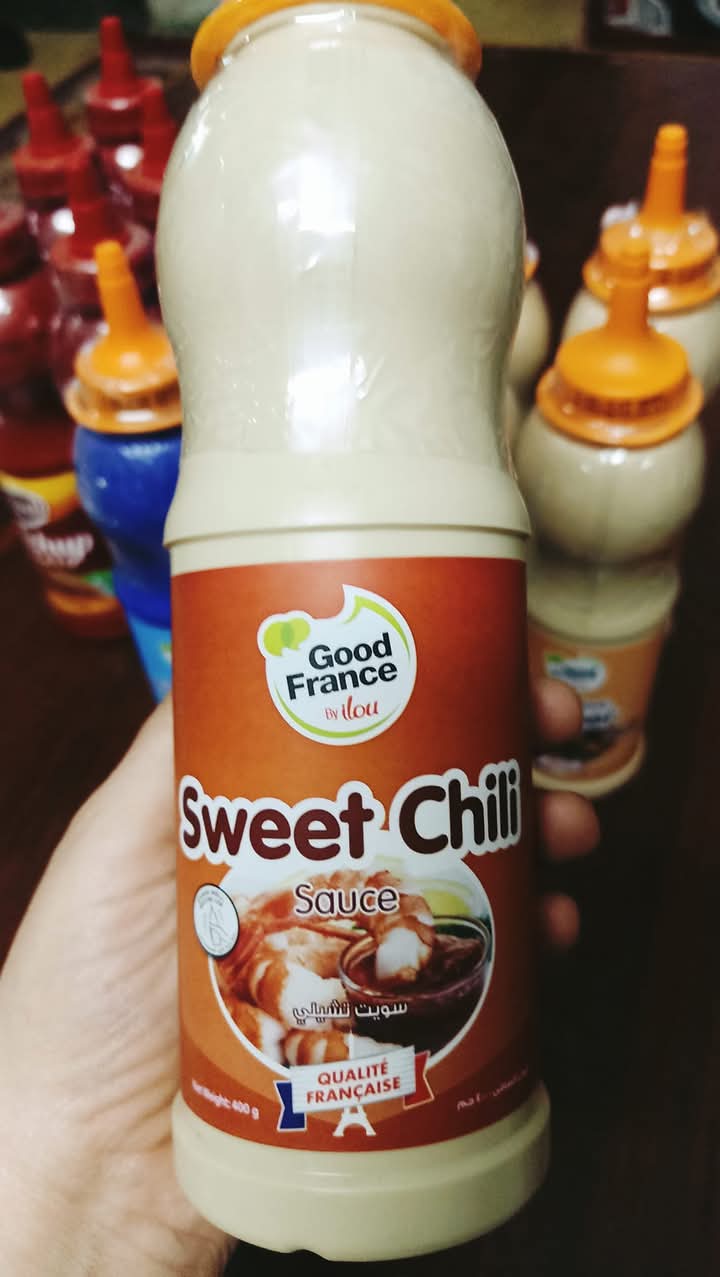 Good
France
By ilou
Sweet Chili
Sauce
سويت تشيلي
QUALITÉ
FRANÇAISE
Net Weight: 400 g